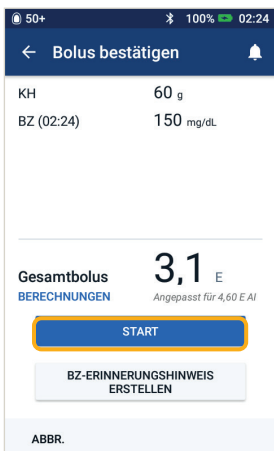 50+ 100% 02:24
Bolus bestätigen
KH 60 g
BZ (02:24) 150 mg/dL
Gesamtbolus 3,1 E
BERECHNUNGEN Angepasst für 4,60 E AI
START
BZ-ERINNERUNGSHINWEIS
ERSTELLEN
ABBR.